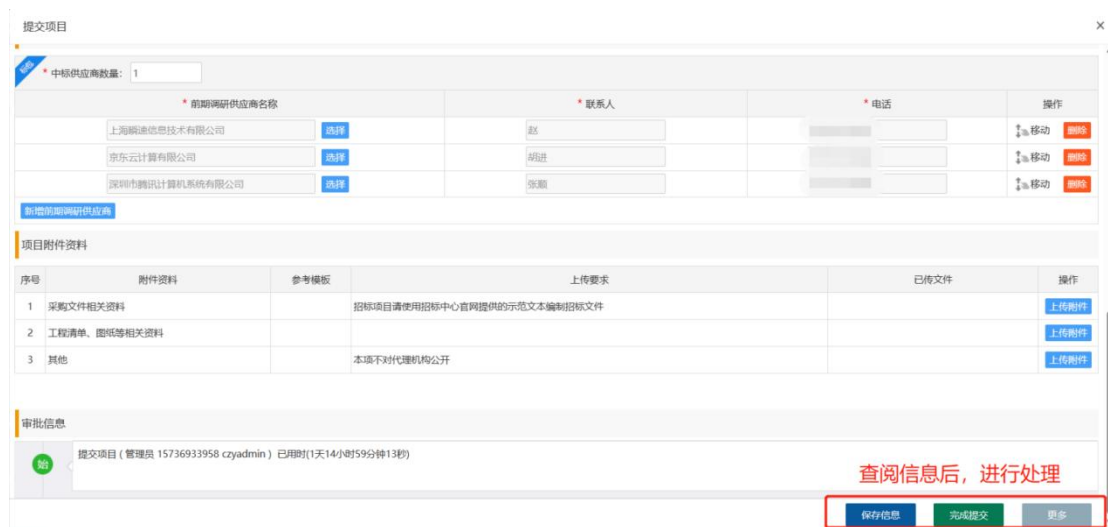 提交项目
×
* 中标供应商数量： 1
* 前期调研供应商名称 * 联系人 * 电话 操作
上海瞬速信息技术有限公司 选择 赵 移动 删除
京东云计算有限公司 选择 胡进 移动 删除
深圳市腾讯计算机系统有限公司 选择 张顺 移动 删除
新增前期调研供应商
项目附件资料
序号 附件资料 参考模板 上传要求 已传文件 操作
1 采购文件相关资料 招标项目请使用招标中心官网提供的示范文本编制招标文件 上传附件
2 工程清单、图纸等相关资料 上传附件
3 其他 本项不对代理机构公开 上传附件
审批信息
始 提交项目 ( 管理员 15736933958 czyadmin ) 已用时(1天14小时59分钟13秒)
查阅信息后，进行处理
保存信息 完成提交 更多